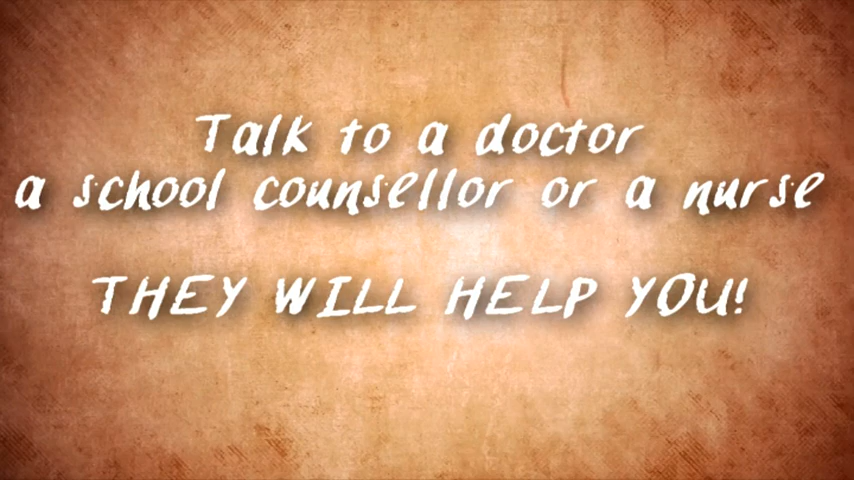 Talk to a doctor
a school counsellor or a nurse
THEY WILL HELP YOU!